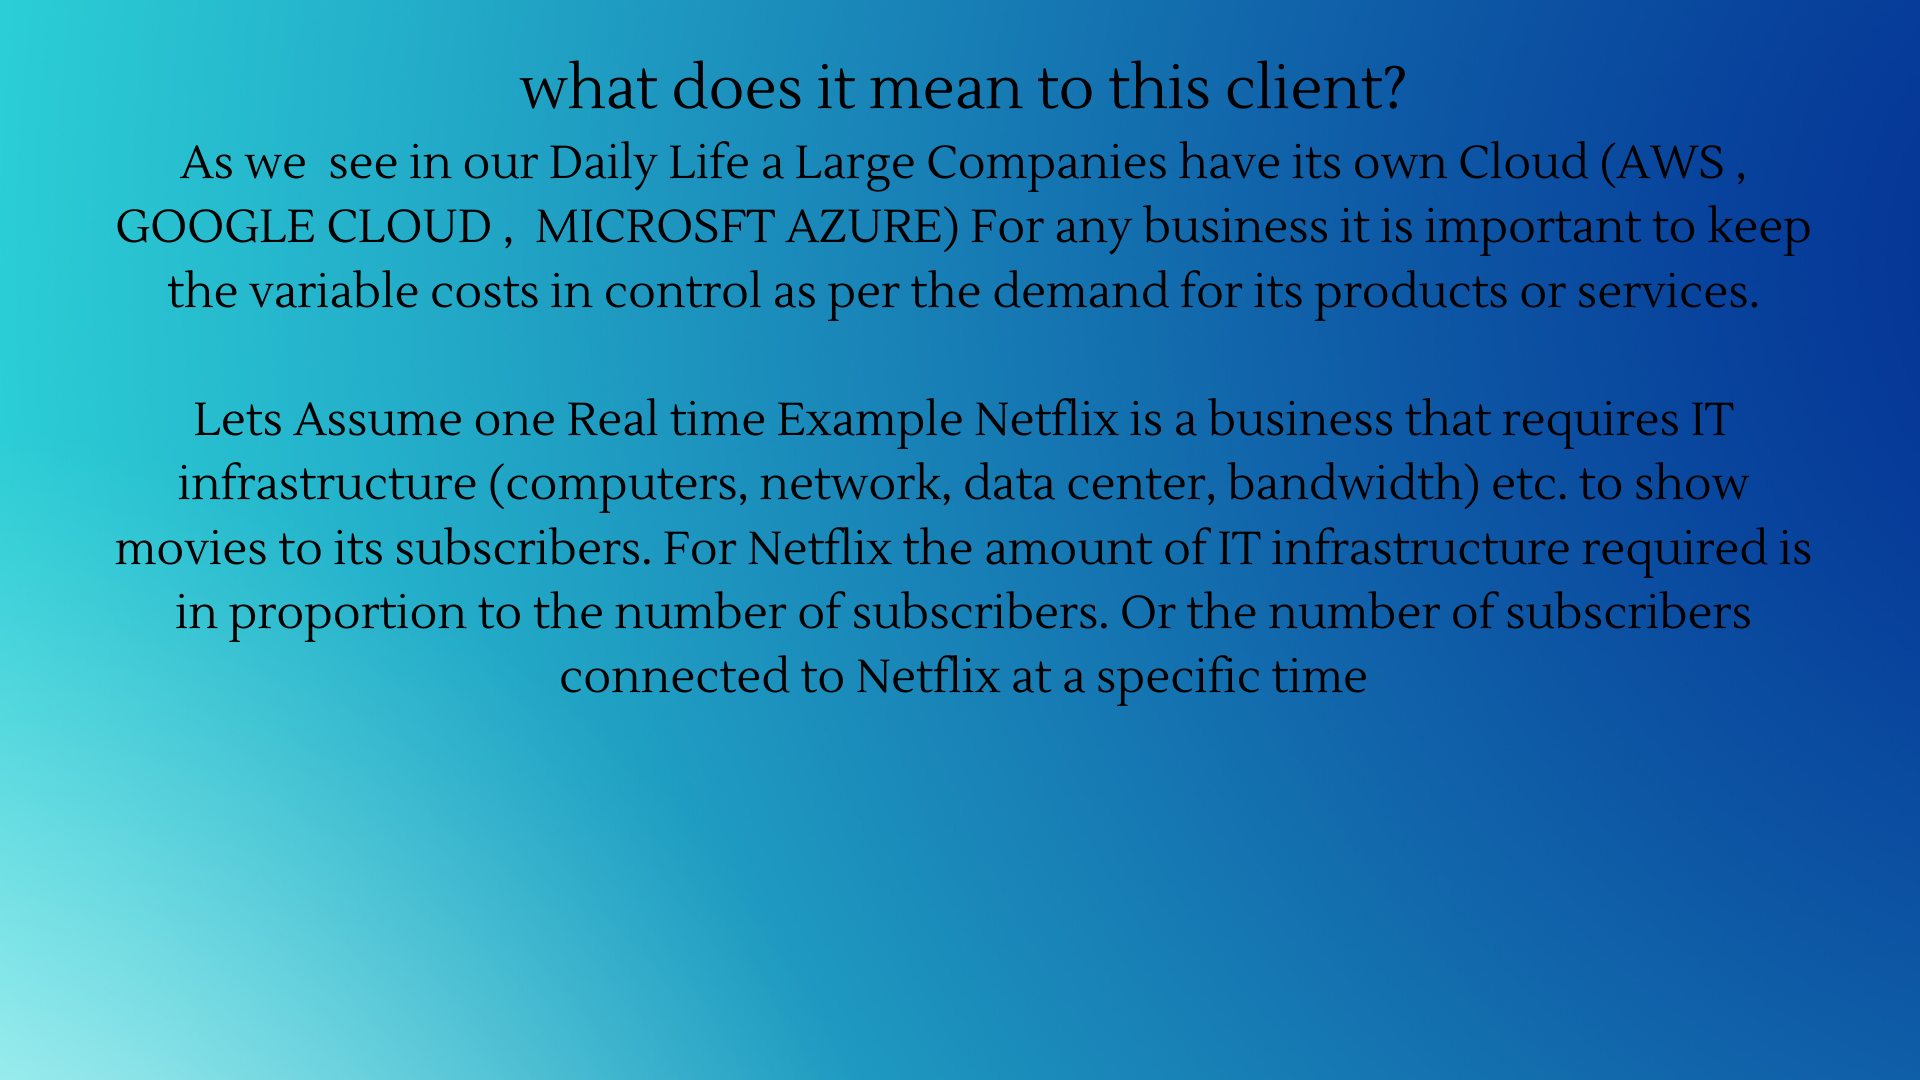 what does it mean to this client?
As we  see in our Daily Life a Large Companies have its own Cloud (AWS ,
GOOGLE CLOUD ,  MICROSFT AZURE) For any business it is important to keep
the variable costs in control as per the demand for its products or services.
Lets Assume one Real time Example Netflix is a business that requires IT
infrastructure (computers, network, data center, bandwidth) etc. to show
movies to its subscribers. For Netflix the amount of IT infrastructure required is
in proportion to the number of subscribers. Or the number of subscribers
connected to Netflix at a specific time